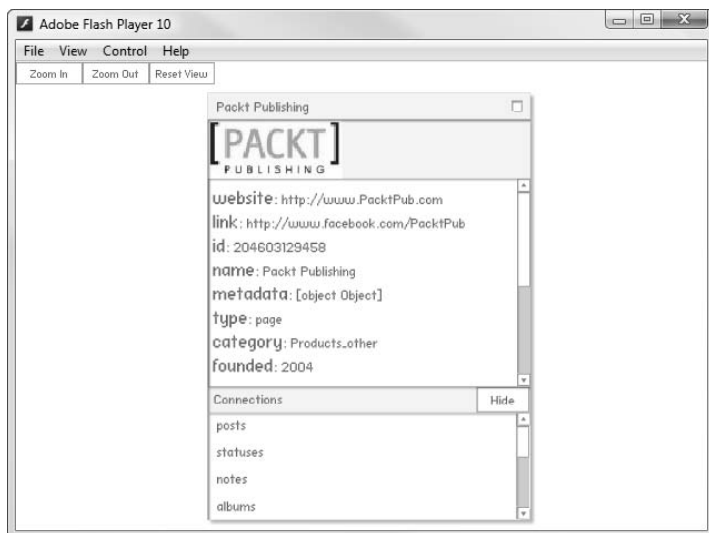 Adobe Flash Player 10
File View Control Help
Zoom In Zoom Out Reset View
Packt Publishing
[PACKT]
PUBLISHING
website: http://www.PacktPub.com
link: http://www.facebook.com/PacktPub
id: 204603129458
name: Packt Publishing
metadata: [object Object]
type: page
category: Products_other
founded: 2004
Connections Hide
posts
statuses
notes
albums